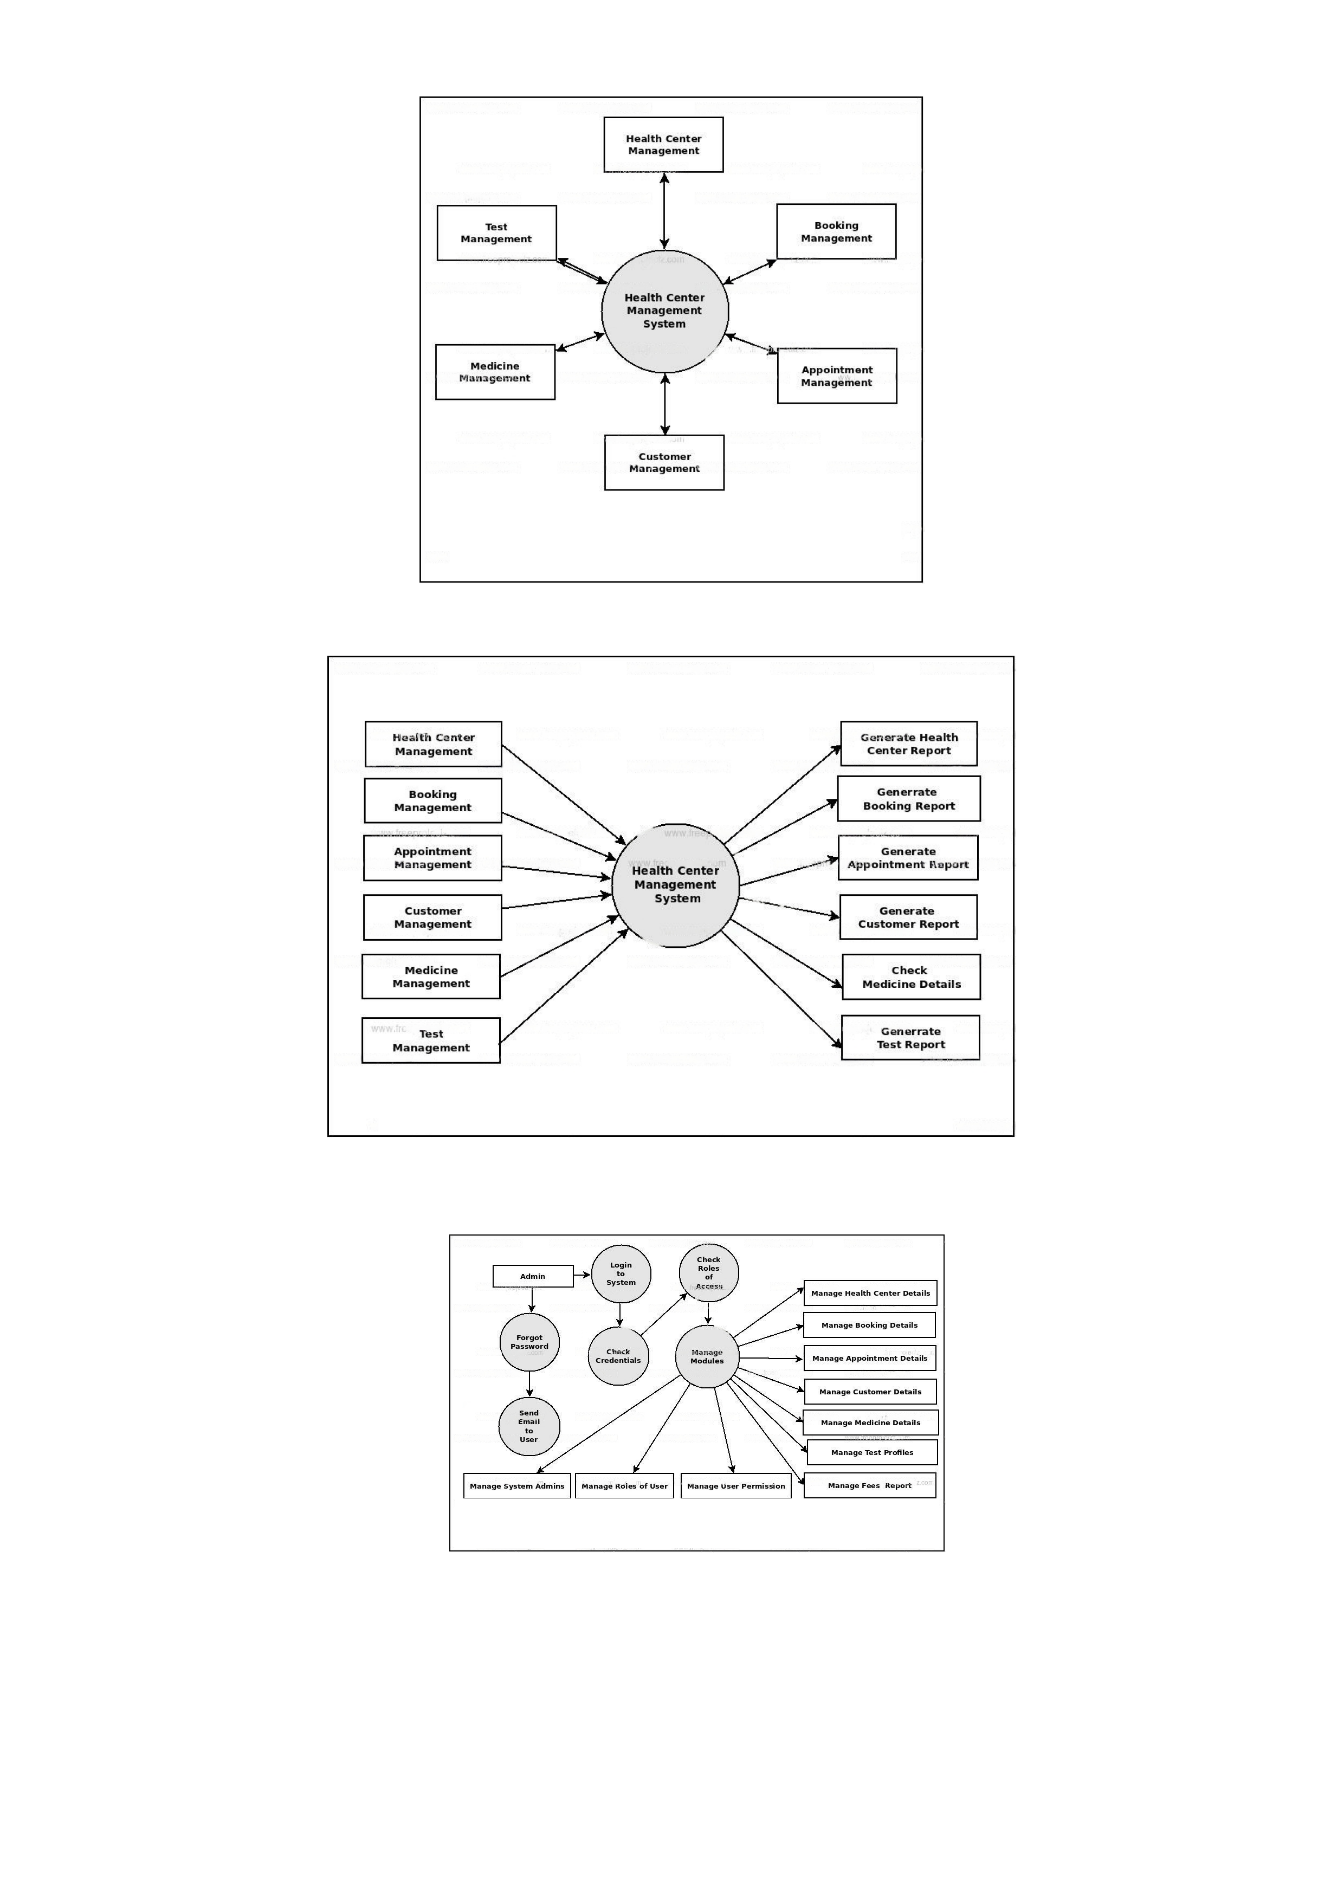 Health Center
Management
Test
Management
Booking
Management
Health Center
Management
System
Medicine
Management
Appointment
Management
Customer
Management
Health Center
Management
Booking
Management
Appointment
Management
Customer
Management
Medicine
Management
Test
Management
Health Center
Management
System
Generate Health
Center Report
Generrate
Booking Report
Generate
Appointment Report
Generate
Customer Report
Check
Medicine Details
Generrate
Test Report
Admin
Login
to
System
Check
Roles
of
Access
Forgot
Password
Check
Credentials
Manage
Modules
Send
Email
to
User
Manage Health Center Details
Manage Booking Details
Manage Appointment Details
Manage Customer Details
Manage Medicine Details
Manage Test Profiles
Manage Fees Report
Manage System Admins
Manage Roles of User
Manage User Permission